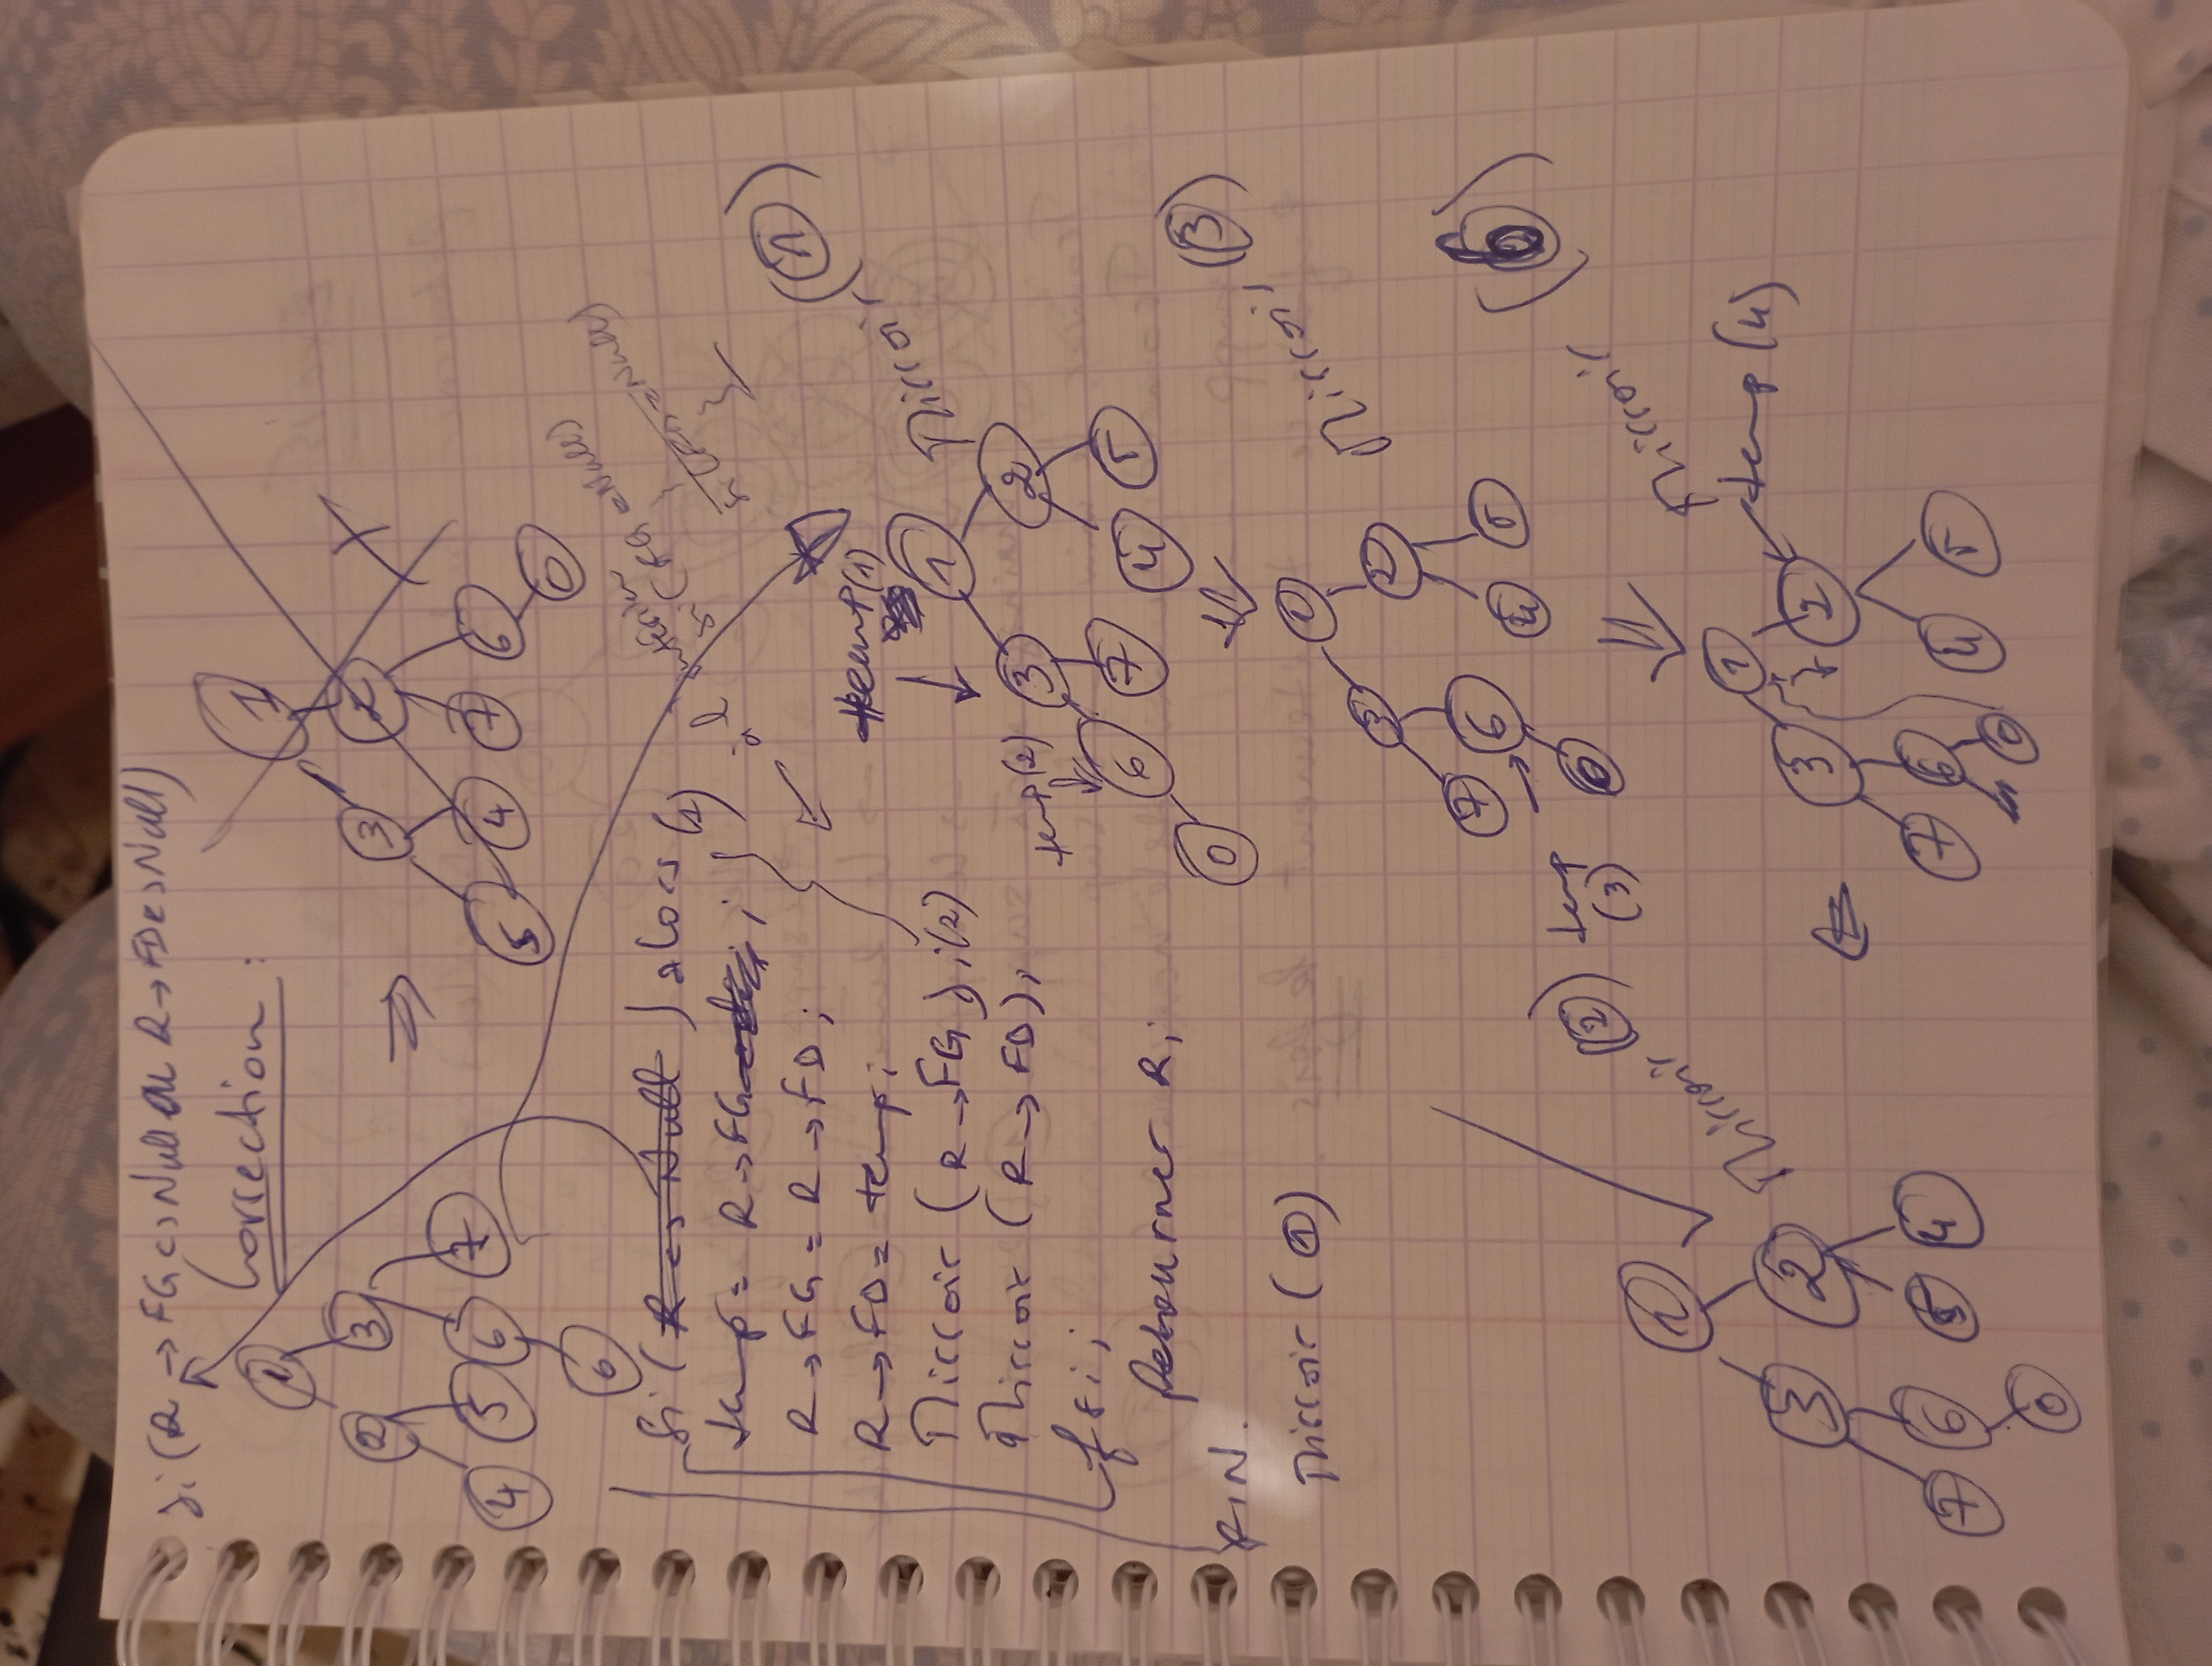 si (R → FG <> Null ou R → FD <> Null)
Correction :
1
2 3
4 5 6 7
0
⇒
1
3 2
5 4 7 6
0
X
Si (R <> Null) alors (1)
temp = R → FG ;
R → FG = R → FD ;
R → FD = temp ;
Mirroir (R → FG) ; (2)
Mirroir (R → FD) ;
fsi ;
Retourner R ;
FIN.
Mirroir (1)
à l'intérieur
si (FG = Null)
}
si (FD = Null)
}
temp (1)
Mirroir (1)
1
3 2
temp (2)
6 7 4 5
0
Mirroir (3)
1
3 2
7 6 4 5
temp
(3)
0
Mirroir (6)
temp (4)
1
3 2
7 6 4 5
0
Mirroir (2)
1
3 2
7 6 5 4
0